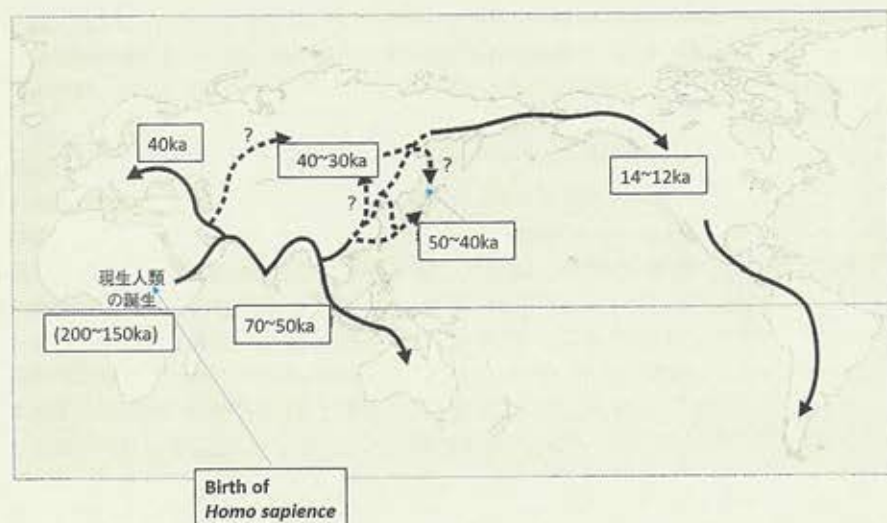 40ka
?
40~30ka
?
14~12ka
?
50~40ka
現生人類
の誕生
(200~150ka)
70~50ka
Birth of
Homo sapience